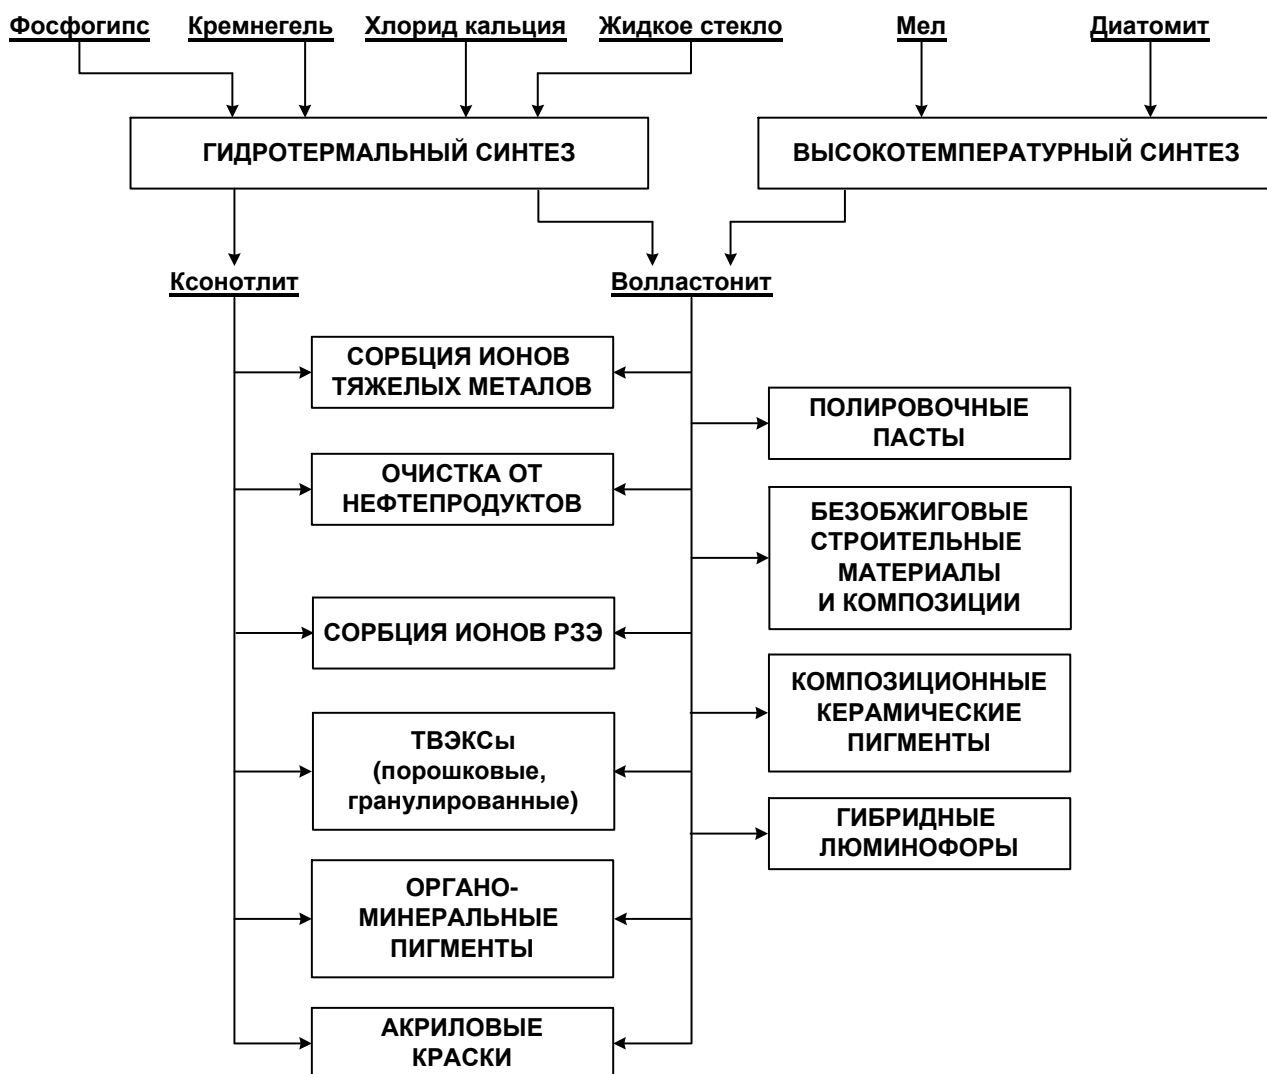 Фосфогипс
Кремнегель
Хлорид кальция
Жидкое стекло
Мел
Диатомит
ГИДРОТЕРМАЛЬНЫЙ СИНТЕЗ
ВЫСОКОТЕМПЕРАТУРНЫЙ СИНТЕЗ
Ксонотлит
Волластонит
СОРБЦИЯ ИОНОВ
ТЯЖЕЛЫХ МЕТАЛОВ
ОЧИСТКА ОТ
НЕФТЕПРОДУКТОВ
СОРБЦИЯ ИОНОВ РЗЭ
ТВЭКСы
(порошковые,
гранулированные)
ОРГАНО-
МИНЕРАЛЬНЫЕ
ПИГМЕНТЫ
АКРИЛОВЫЕ
КРАСКИ
ПОЛИРОВОЧНЫЕ
ПАСТЫ
БЕЗОБЖИГОВЫЕ
СТРОИТЕЛЬНЫЕ
МАТЕРИАЛЫ
И КОМПОЗИЦИИ
КОМПОЗИЦИОННЫЕ
КЕРАМИЧЕСКИЕ
ПИГМЕНТЫ
ГИБРИДНЫЕ
ЛЮМИНОФОРЫ